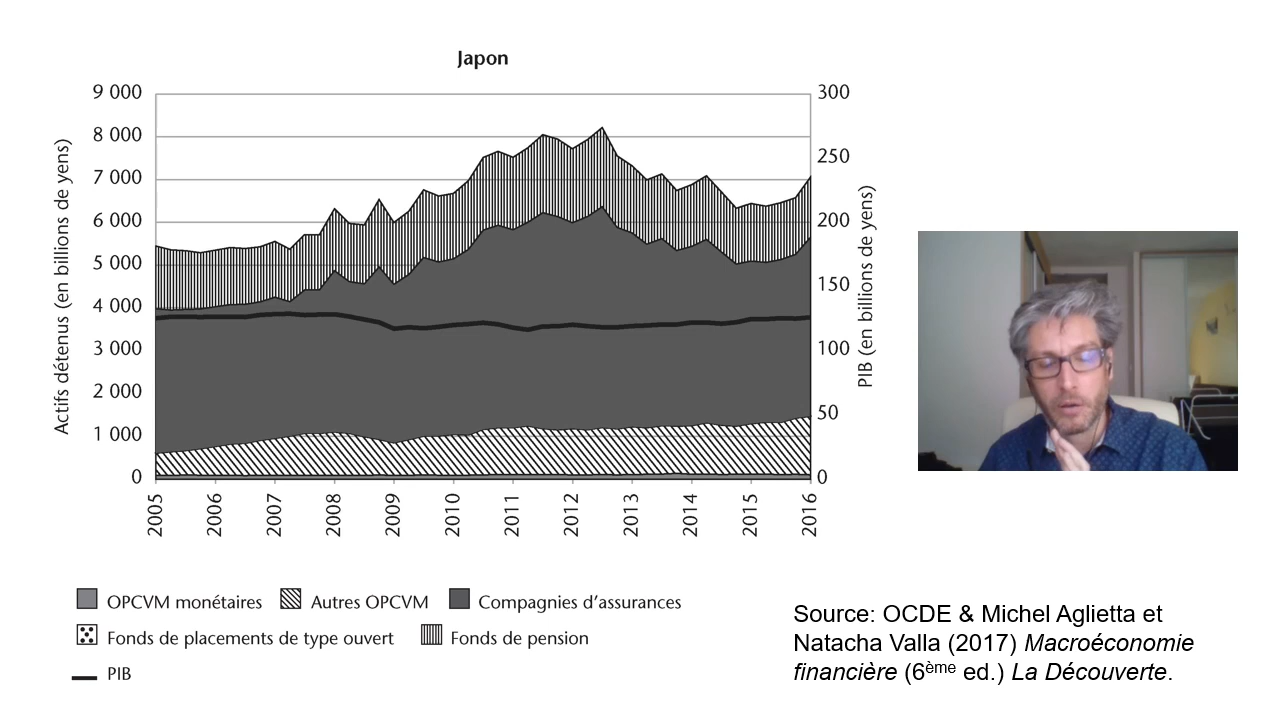 Japon
9 000
8 000
7 000
6 000
5 000
4 000
3 000
2 000
1 000
0
Actifs détenus (en billions de yens)
300
250
200
150
100
50
0
PIB (en billions de yens)
2005
2006
2007
2008
2009
2010
2011
2012
2013
2014
2015
2016
OPCVM monétaires
Autres OPCVM
Compagnies d'assurances
Fonds de placements de type ouvert
Fonds de pension
PIB
Source: OCDE & Michel Aglietta et
Natacha Valla (2017) Macroéconomie
financière (6ème ed.) La Découverte.